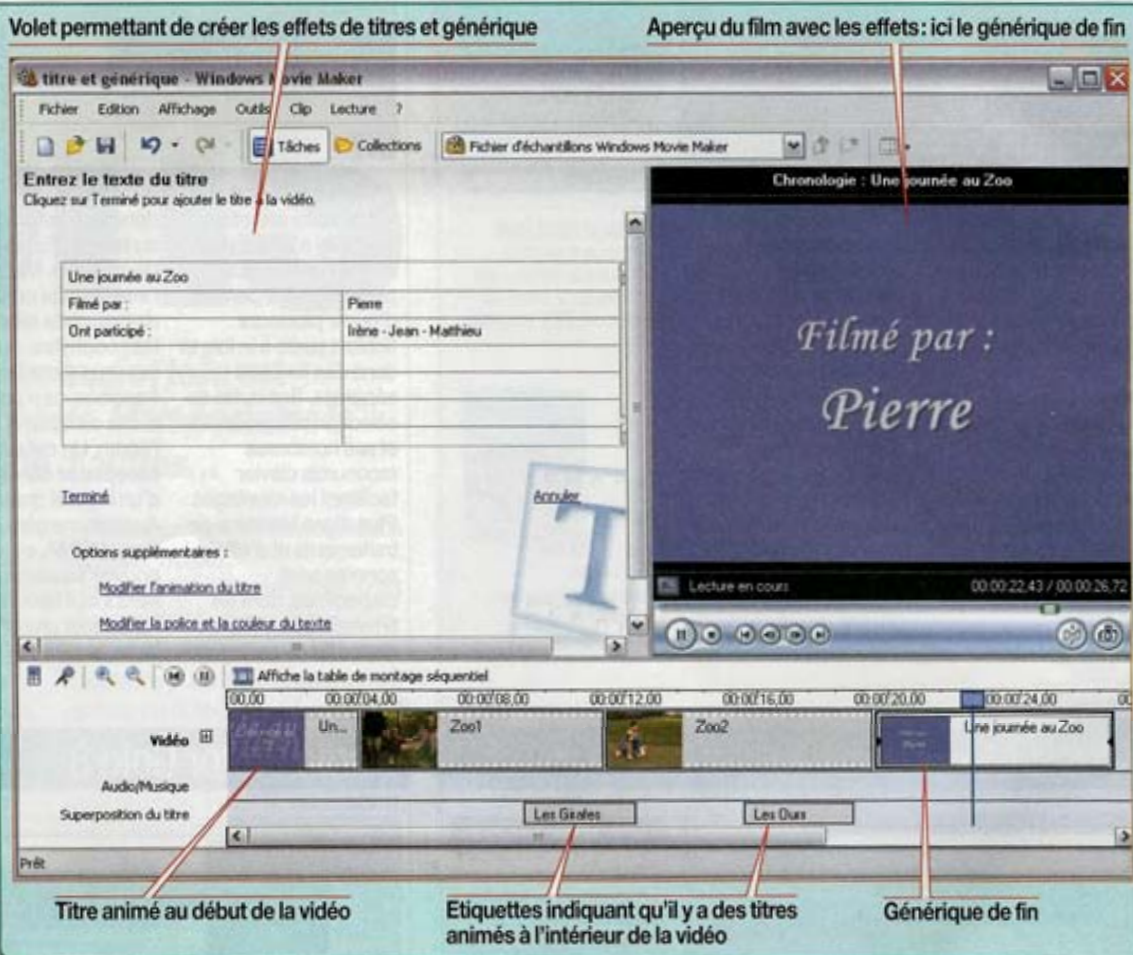 Volet permettant de créer les effets de titres et générique
Aperçu du film avec les effets: ici le générique de fin
titre et générique - Windows Movie Maker
Fichier Edition Affichage Outils Clip Lecture ?
Tâches Collections Fichier d'échantillons Windows Movie Maker
Entrez le texte du titre
Cliquez sur Terminé pour ajouter le titre à la vidéo.
Une journée au Zoo
Filmé par : Pierre
Ont participé : Irène - Jean - Matthieu
Terminé Annuler
Options supplémentaires :
Modifier l'animation du titre
Modifier la police et la couleur du texte
T
Chronologie : Une journée au Zoo
Filmé par :
Pierre
Lecture en cours 00:00:22,43 / 00:00:26,72
Affiche la table de montage séquentiel
00,00 00:00'04,00 00:00'08,00 00:00'12,00 00:00'16,00 00:00'20,00 00:00'24,00
Vidéo Un... Zoo1 Zoo2 Une journée au Zoo
Audio/Musique
Superposition du titre Les Girafes Les Ours
Prêt
Titre animé au début de la vidéo
Etiquettes indiquant qu'il y a des titres
animés à l'intérieur de la vidéo
Générique de fin